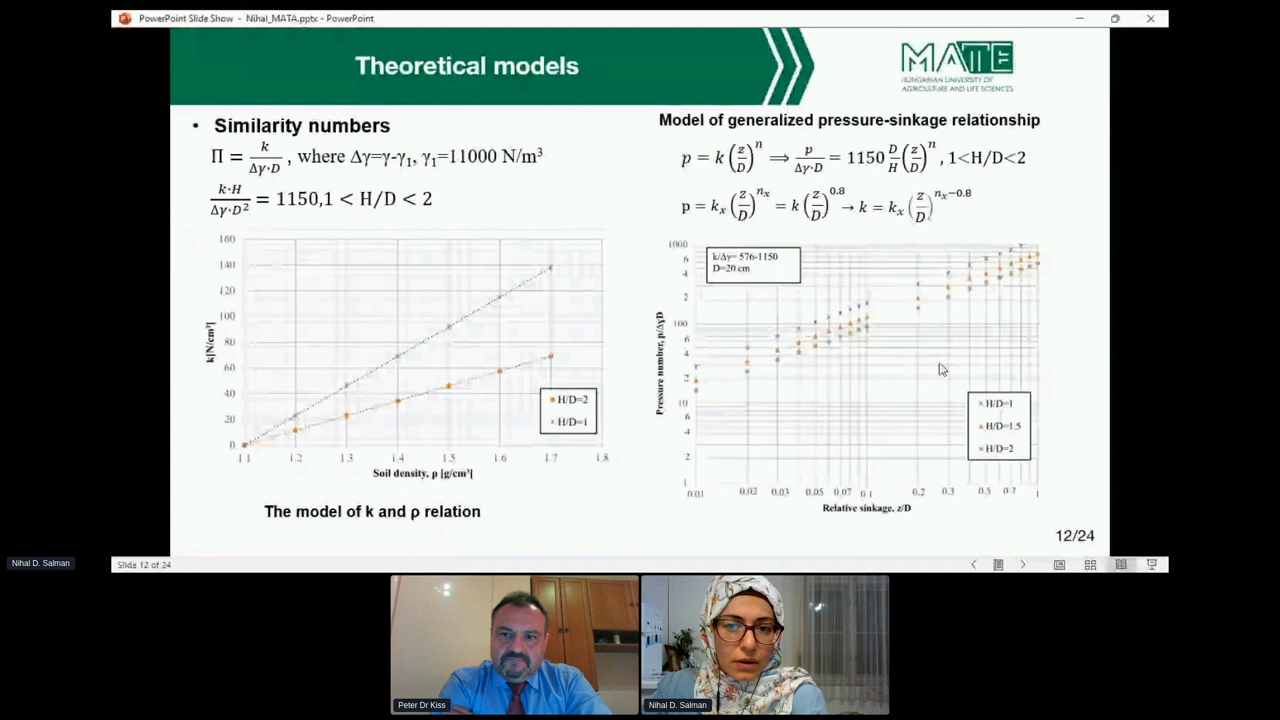 PowerPoint Slide Show - Nihal_MATA.pptx - PowerPoint
Theoretical models
MATE
HUNGARIAN UNIVERSITY OF
AGRICULTURE AND LIFE SCIENCES
• Similarity numbers
Π = k / Δγ·D , where Δγ=γ-γ₁, γ₁=11000 N/m³
k·H / Δγ·D² = 1150,1 < H/D < 2
160
140
120
100
80
60
40
20
0
k[N/cm³]
H/D=2
H/D=1
1.1 1.2 1.3 1.4 1.5 1.6 1.7 1.8
Soil density, ρ [g/cm³]
The model of k and ρ relation
Model of generalized pressure-sinkage relationship
p = k (z/D)ⁿ ⟹ p/Δγ·D = 1150 D/H (z/D)ⁿ , 1<H/D<2
p = kₓ (z/D)^nₓ = k (z/D)^0.8 → k = kₓ (z/D)^nₓ−0.8
k/Δγ= 576-1150
D=20 cm
1000
6
4
2
100
6
4
2
10
6
4
2
1
Pressure number, p/ΔγD
H/D=1
H/D=1.5
H/D=2
0.01 0.02 0.03 0.05 0.07 0.1 0.2 0.3 0.5 0.7 1
Relative sinkage, z/D
12/24
Slide 12 of 24
Nihal D. Salman
Peter Dr Kiss
Nihal D. Salman